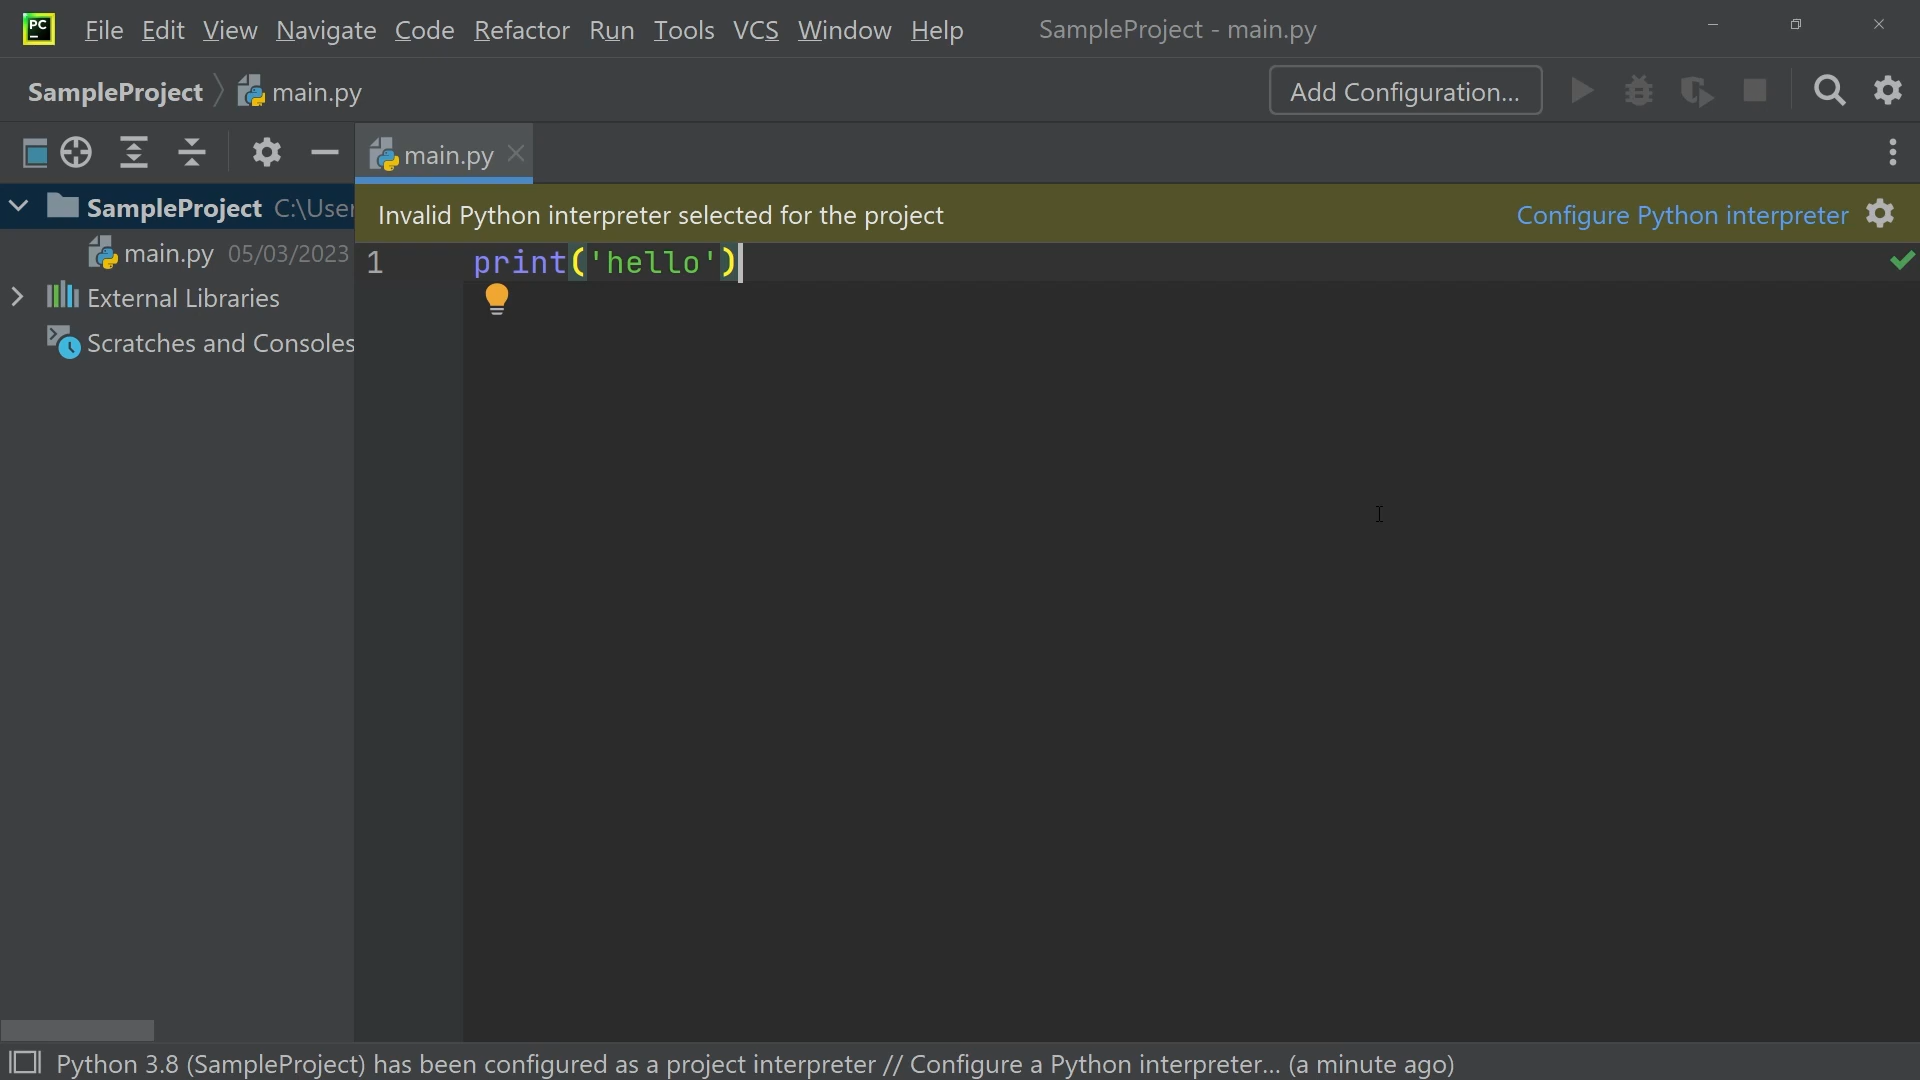 PC
File Edit View Navigate Code Refactor Run Tools VCS Window Help SampleProject - main.py
SampleProject main.py Add Configuration...
main.py
Invalid Python interpreter selected for the project Configure Python interpreter
SampleProject C:\User
main.py 05/03/2023
External Libraries
Scratches and Consoles
1 print('hello')
Python 3.8 (SampleProject) has been configured as a project interpreter // Configure a Python interpreter... (a minute ago)